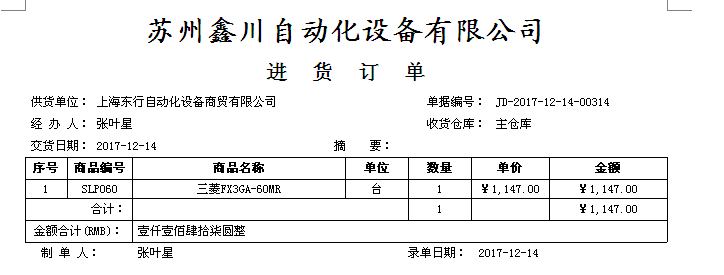 苏州鑫川自动化设备有限公司
进 货 订 单
供货单位： 上海东行自动化设备商贸有限公司 单据编号： JD-2017-12-14-00314
经 办 人： 张叶星 收货仓库： 主仓库
交货日期： 2017-12-14 摘 要：
序号 商品编号 商品名称 单位 数量 单价 金额
1 SLP060 三菱FX3GA-60MR 台 1 ￥1,147.00 ￥1,147.00
合计： 1 ￥1,147.00
金额合计(RMB)： 壹仟壹佰肆拾柒圆整
制 单 人： 张叶星 录单日期： 2017-12-14